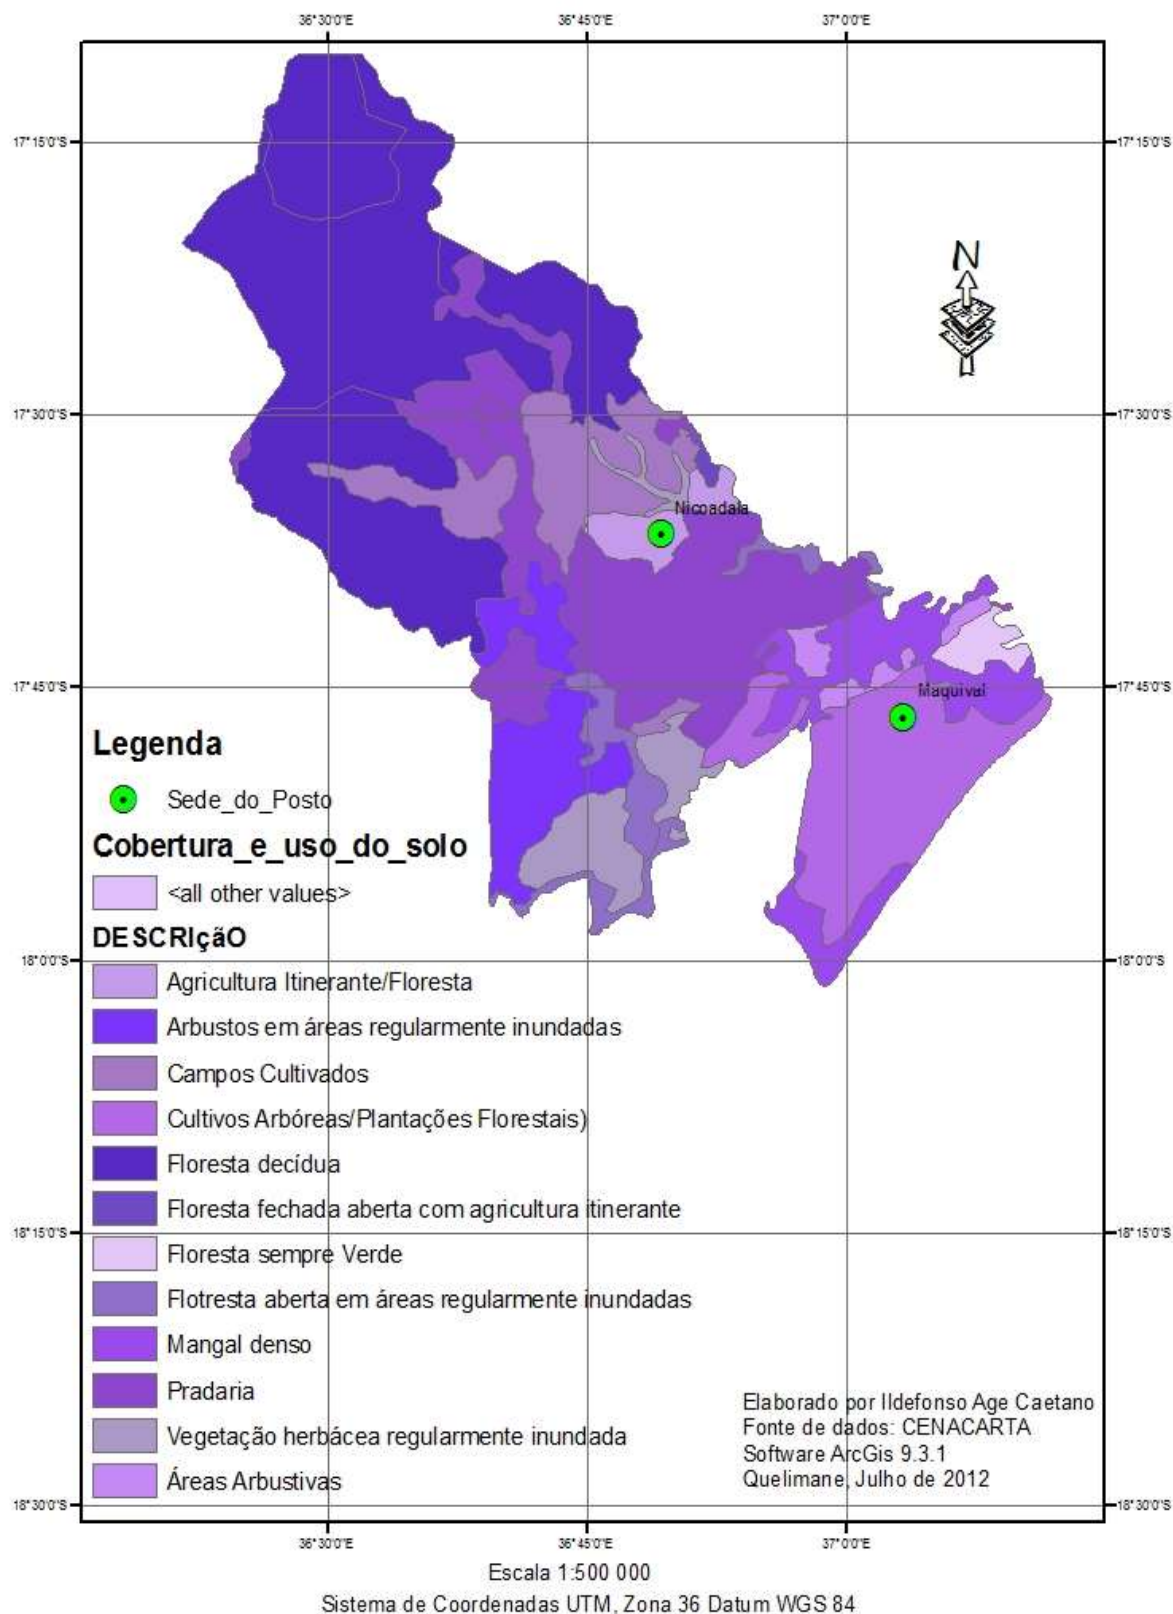 36°30'0"E
36°45'0"E
37°0'0"E
17°15'0"S
17°15'0"S
N
17°30'0"S
17°30'0"S
Nicoadala
17°45'0"S
17°45'0"S
Maquival
Legenda
Sede_do_Posto
Cobertura_e_uso_do_solo
<all other values>
DESCRIçãO
18°0'0"S
18°0'0"S
Agricultura Itinerante/Floresta
Arbustos em áreas regularmente inundadas
Campos Cultivados
Cultivos Arbóreas/Plantações Florestais)
Floresta decídua
Floresta fechada aberta com agricultura itinerante
18°15'0"S
18°15'0"S
Floresta sempre Verde
Flotresta aberta em áreas regularmente inundadas
Mangal denso
Pradaria
Vegetação herbácea regularmente inundada
Áreas Arbustivas
Elaborado por Ildefonso Age Caetano
Fonte de dados: CENACARTA
Software ArcGis 9.3.1
Quelimane, Julho de 2012
18°30'0"S
18°30'0"S
36°30'0"E
36°45'0"E
37°0'0"E
Escala 1:500 000
Sistema de Coordenadas UTM, Zona 36 Datum WGS 84